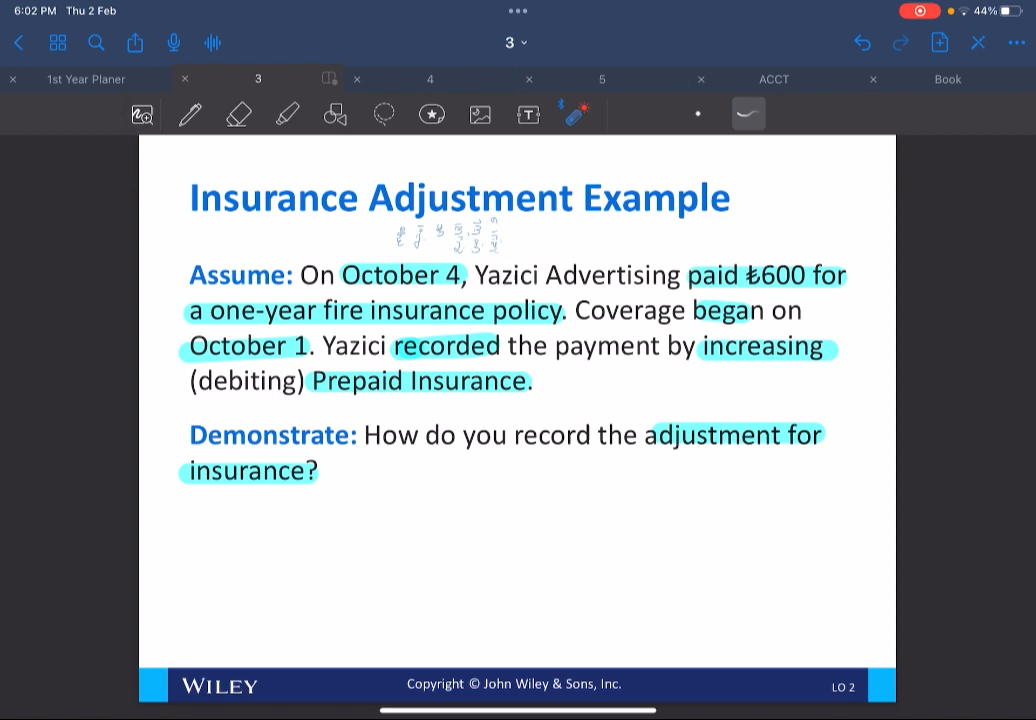 6:02 PM Thu 2 Feb
44%
3
1st Year Planer
3
4
5
ACCT
Book
T
Insurance Adjustment Example
Assume: On October 4, Yazici Advertising paid ₺600 for
a one-year fire insurance policy. Coverage began on
October 1. Yazici recorded the payment by increasing
(debiting) Prepaid Insurance.
Demonstrate: How do you record the adjustment for
insurance?
WILEY
Copyright © John Wiley & Sons, Inc.
LO 2